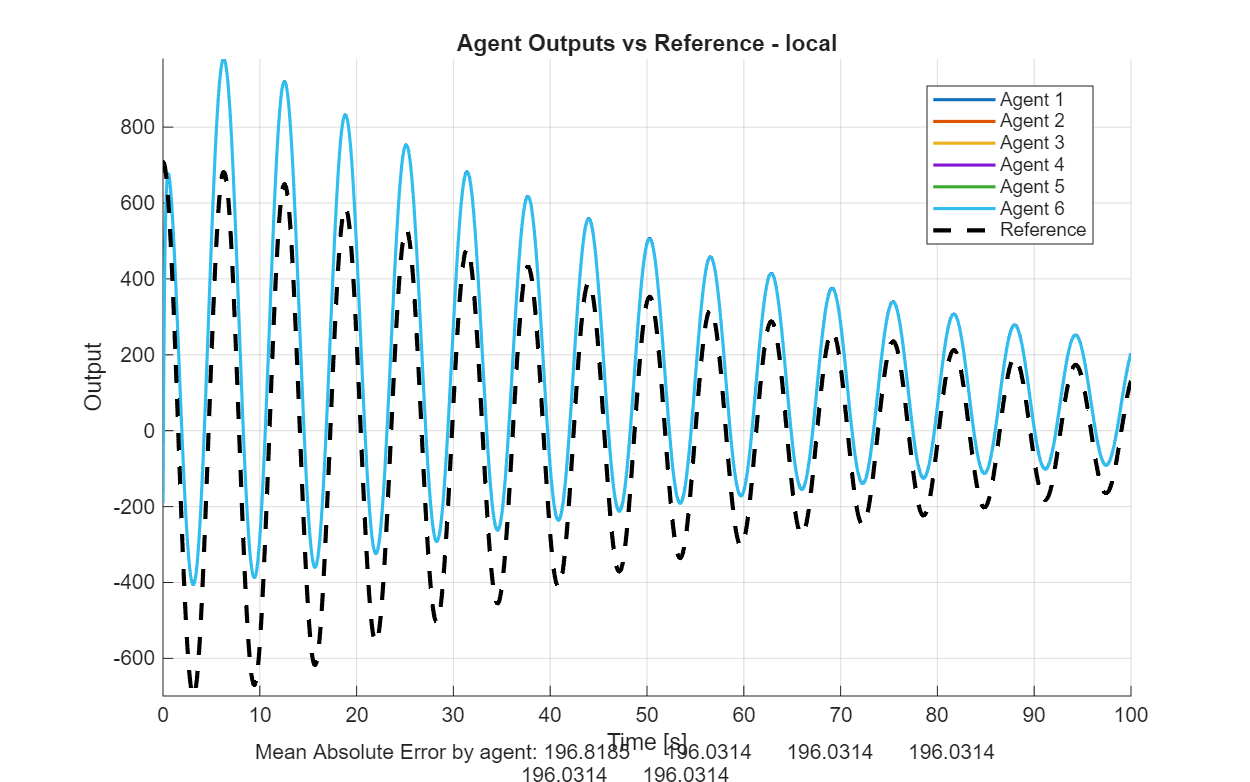 Agent Outputs vs Reference - local
Agent 1
Agent 2
Agent 3
Agent 4
Agent 5
Agent 6
Reference
Output
800
600
400
200
0
-200
-400
-600
0 10 20 30 40 50 60 70 80 90 100
Time [s]
Mean Absolute Error by agent: 196.8185 196.0314 196.0314 196.0314
196.0314 196.0314